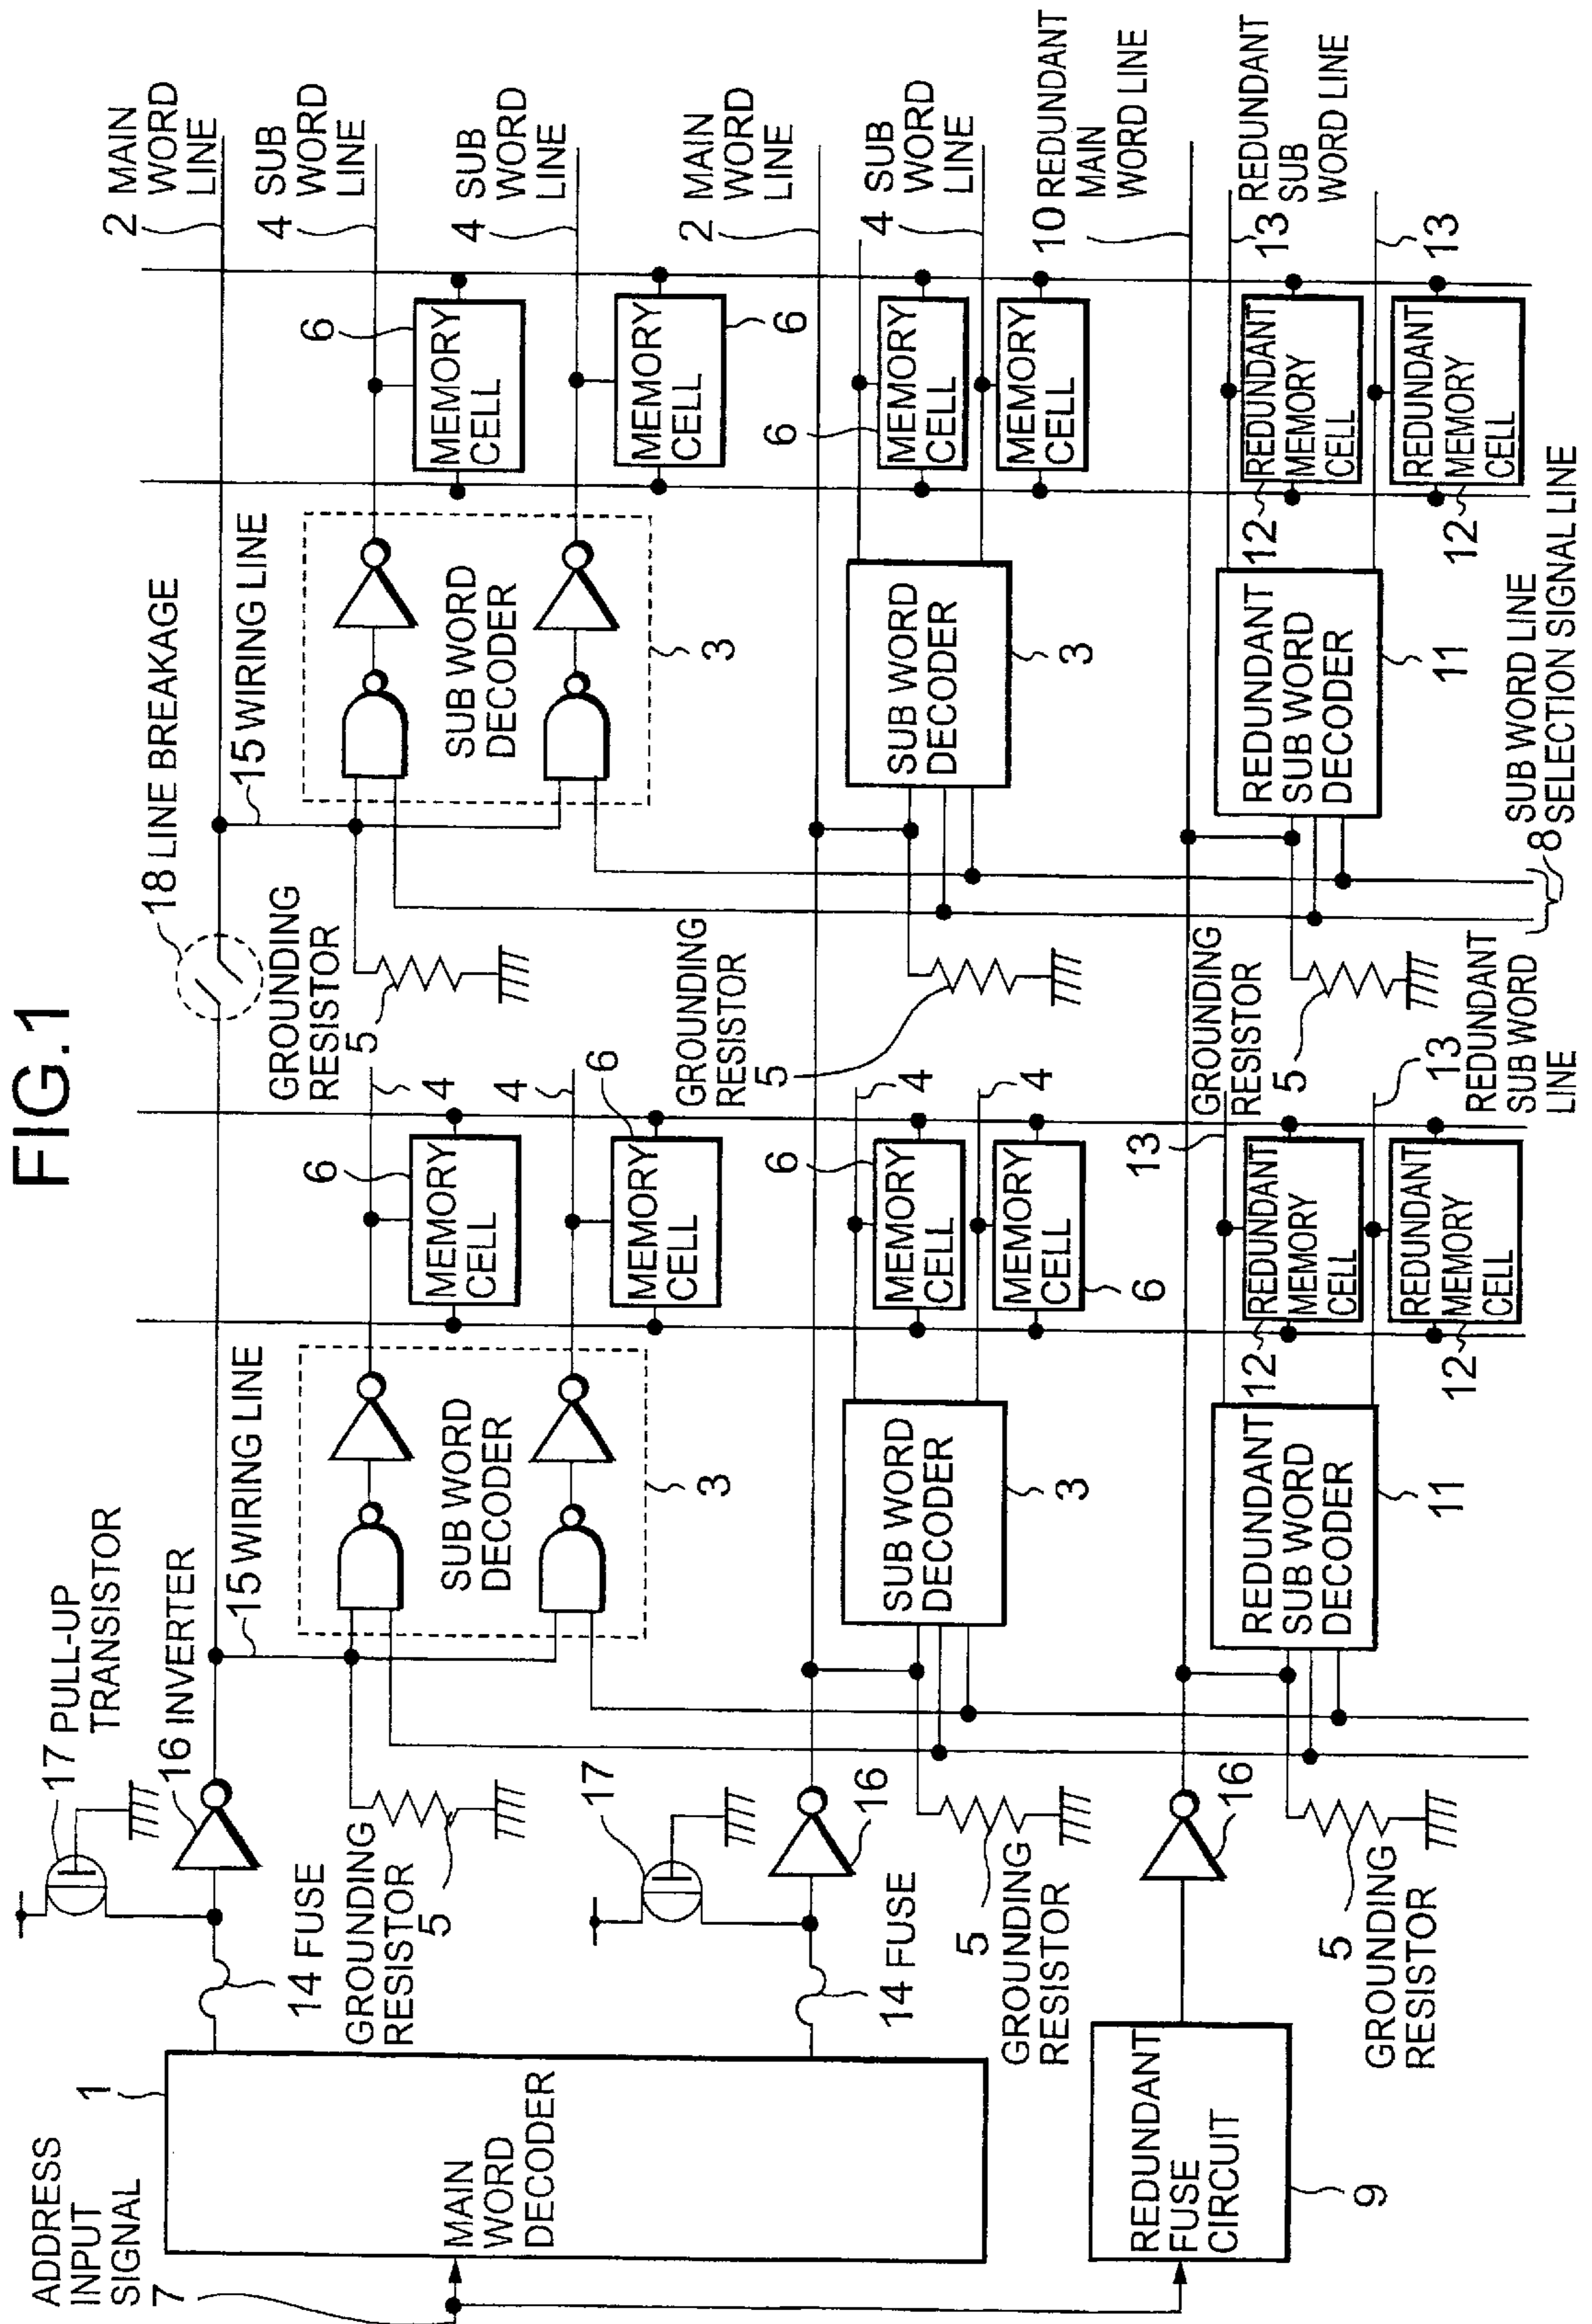 FIG.1
ADDRESS
INPUT
SIGNAL
7
1
MAIN
WORD
DECODER
REDUNDANT
FUSE
CIRCUIT
9
17 PULL-UP
TRANSISTOR
16 INVERTER
14 FUSE
GROUNDING
RESISTOR
5
17
16
14 FUSE
5
GROUNDING
RESISTOR
16
5
GROUNDING
RESISTOR
15 WIRING LINE
SUB WORD
DECODER
3
SUB WORD
DECODER
3
REDUNDANT
SUB WORD
DECODER
11
4
4
6
MEMORY
CELL
6
MEMORY
CELL
4
4
6
MEMORY
CELL
MEMORY
CELL
6
13
12
REDUNDANT
MEMORY
CELL
13
REDUNDANT
SUB WORD
LINE
12
REDUNDANT
MEMORY
CELL
18 LINE BREAKAGE
GROUNDING
RESISTOR
5
GROUNDING
RESISTOR
5
GROUNDING
RESISTOR
5
15 WIRING LINE
SUB WORD
DECODER
3
SUB WORD
DECODER
3
REDUNDANT
SUB WORD
DECODER
11
SUB WORD LINE
SELECTION SIGNAL LINE
8
6
MEMORY
CELL
6
MEMORY
CELL
6
MEMORY
CELL
MEMORY
CELL
12
REDUNDANT
MEMORY
CELL
12
REDUNDANT
MEMORY
CELL
2 MAIN
WORD
LINE
4 SUB
WORD
LINE
4 SUB
WORD
LINE
2 MAIN
WORD
LINE
4 SUB
WORD
LINE
10 REDUNDANT
MAIN
WORD LINE
13
REDUNDANT
SUB
WORD LINE
13